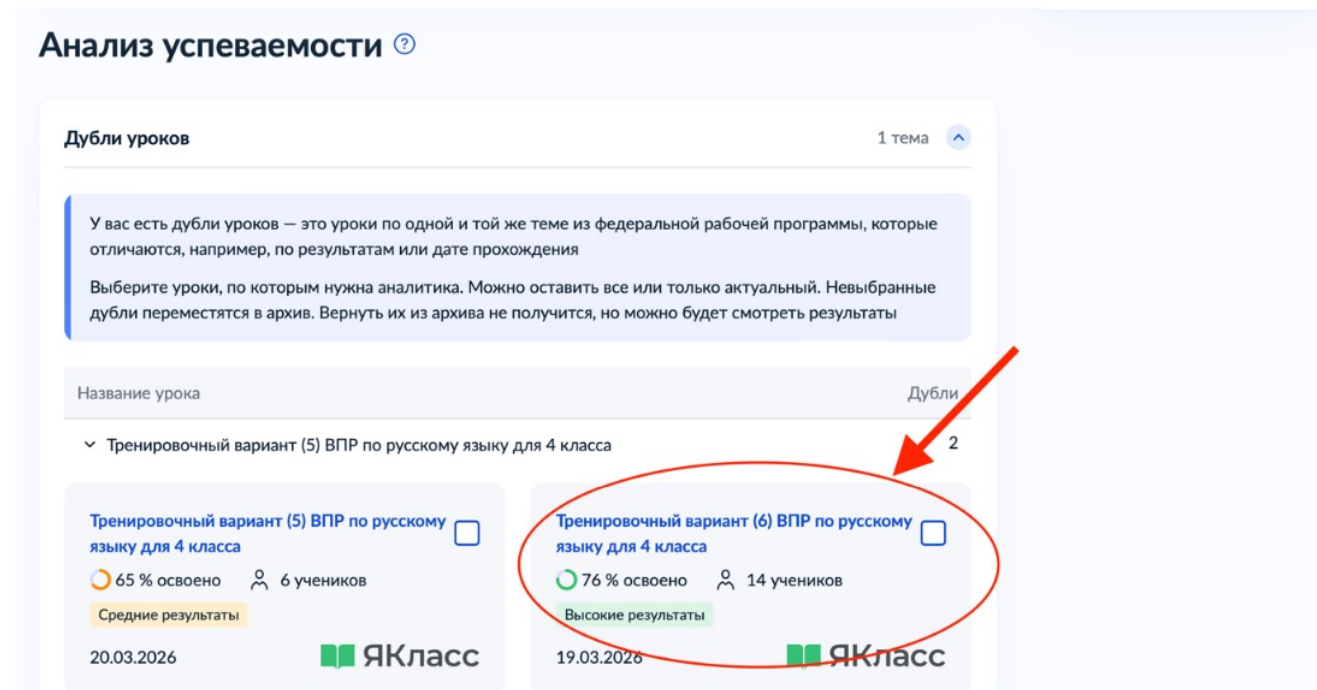 Анализ успеваемости ?
Дубли уроков
1 тема
У вас есть дубли уроков — это уроки по одной и той же теме из федеральной рабочей программы, которые
отличаются, например, по результатам или дате прохождения
Выберите уроки, по которым нужна аналитика. Можно оставить все или только актуальный. Невыбранные
дубли переместятся в архив. Вернуть их из архива не получится, но можно будет смотреть результаты
Название урока
Дубли
Тренировочный вариант (5) ВПР по русскому языку для 4 класса
2
Тренировочный вариант (5) ВПР по русскому
языку для 4 класса
65 % освоено 6 учеников
Средние результаты
20.03.2026 ЯКласс
Тренировочный вариант (6) ВПР по русскому
языку для 4 класса
76 % освоено 14 учеников
Высокие результаты
19.03.2026 ЯКласс